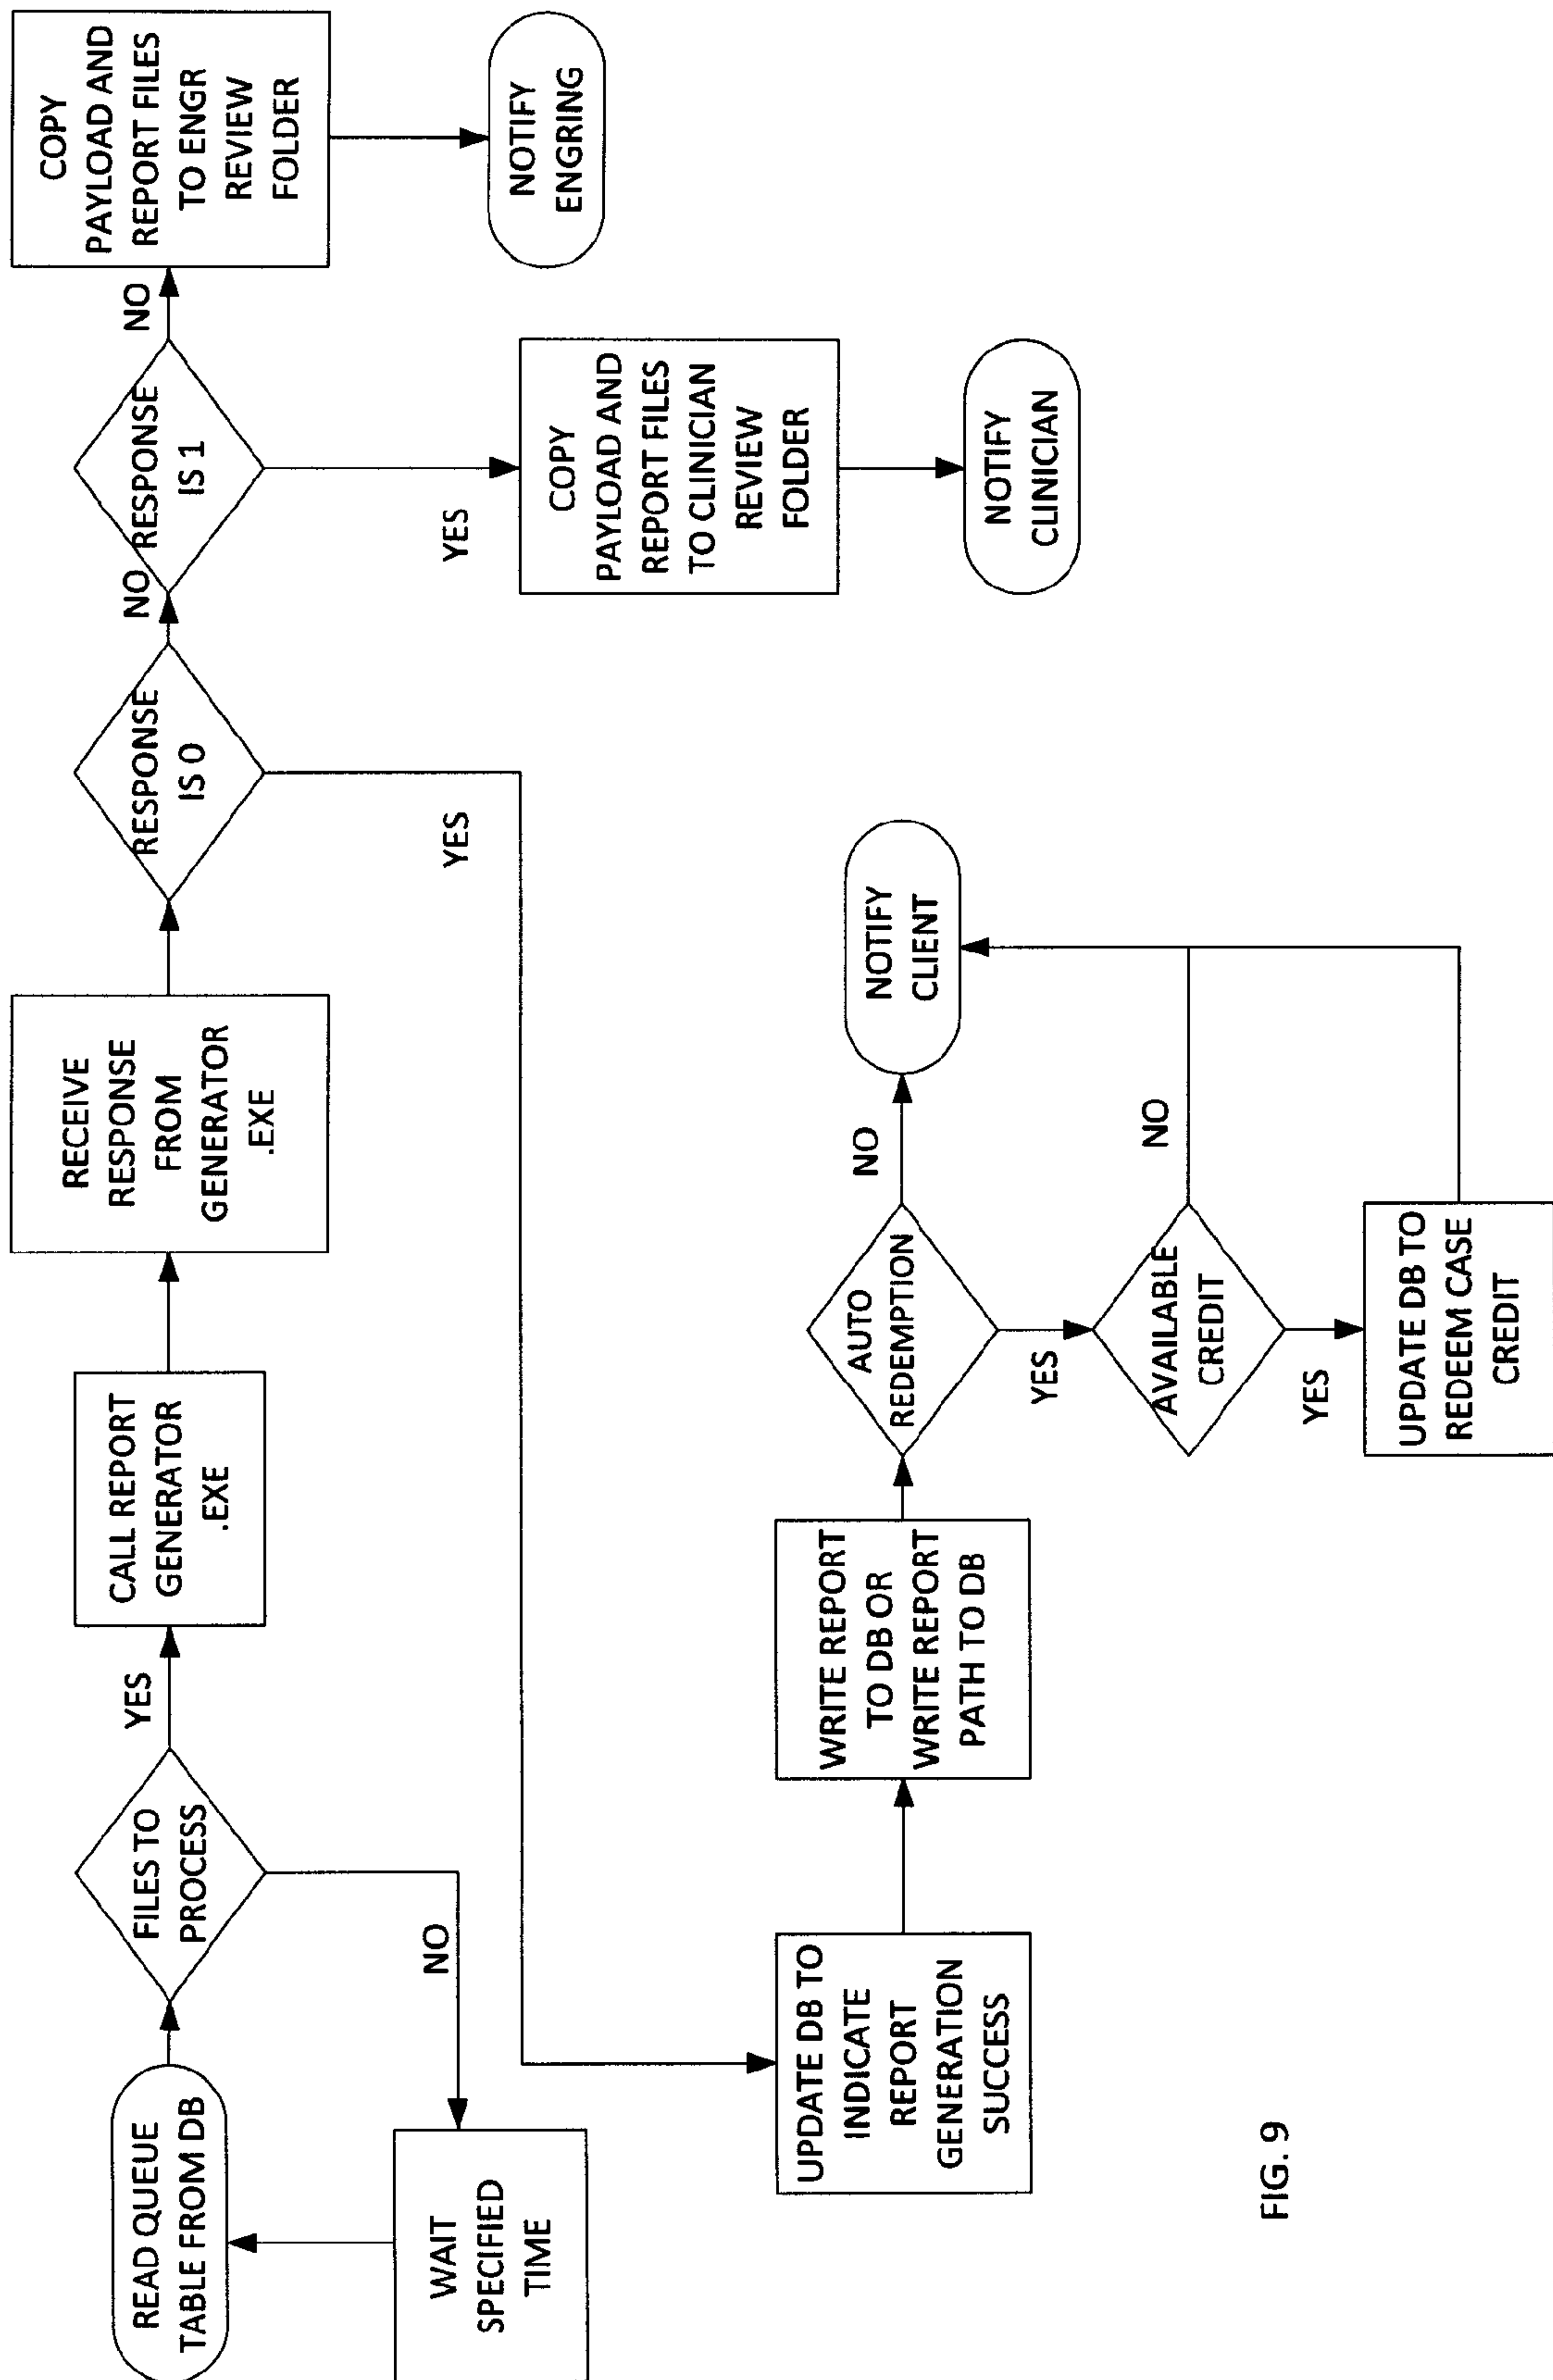 READ QUEUE
TABLE FROM DB
FILES TO
PROCESS
YES
CALL REPORT
GENERATOR
.EXE
RECEIVE
RESPONSE
FROM
GENERATOR
.EXE
RESPONSE
IS 0
NO
RESPONSE
IS 1
NO
COPY
PAYLOAD AND
REPORT FILES
TO ENGR
REVIEW
FOLDER
NOTIFY
ENGRING
NO
WAIT
SPECIFIED
TIME
YES
YES
COPY
PAYLOAD AND
REPORT FILES
TO CLINICIAN
REVIEW
FOLDER
NOTIFY
CLINICIAN
UPDATE DB TO
INDICATE
REPORT
GENERATION
SUCCESS
WRITE REPORT
TO DB OR
WRITE REPORT
PATH TO DB
AUTO
REDEMPTION
NO
NOTIFY
CLIENT
YES
AVAILABLE
CREDIT
NO
YES
UPDATE DB TO
REDEEM CASE
CREDIT
FIG. 9